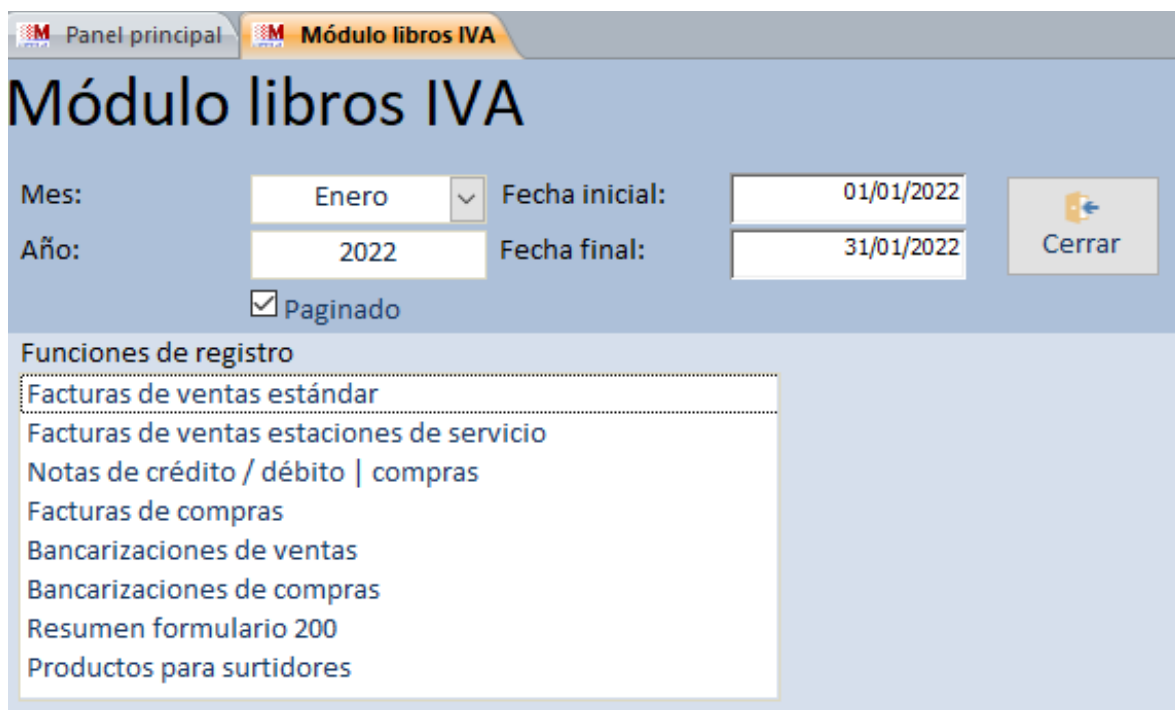 Panel principal Módulo libros IVA
Módulo libros IVA
Mes: Enero Fecha inicial: 01/01/2022
Año: 2022 Fecha final: 31/01/2022
Cerrar
Paginado
Funciones de registro
Facturas de ventas estándar
Facturas de ventas estaciones de servicio
Notas de crédito / débito | compras
Facturas de compras
Bancarizaciones de ventas
Bancarizaciones de compras
Resumen formulario 200
Productos para surtidores